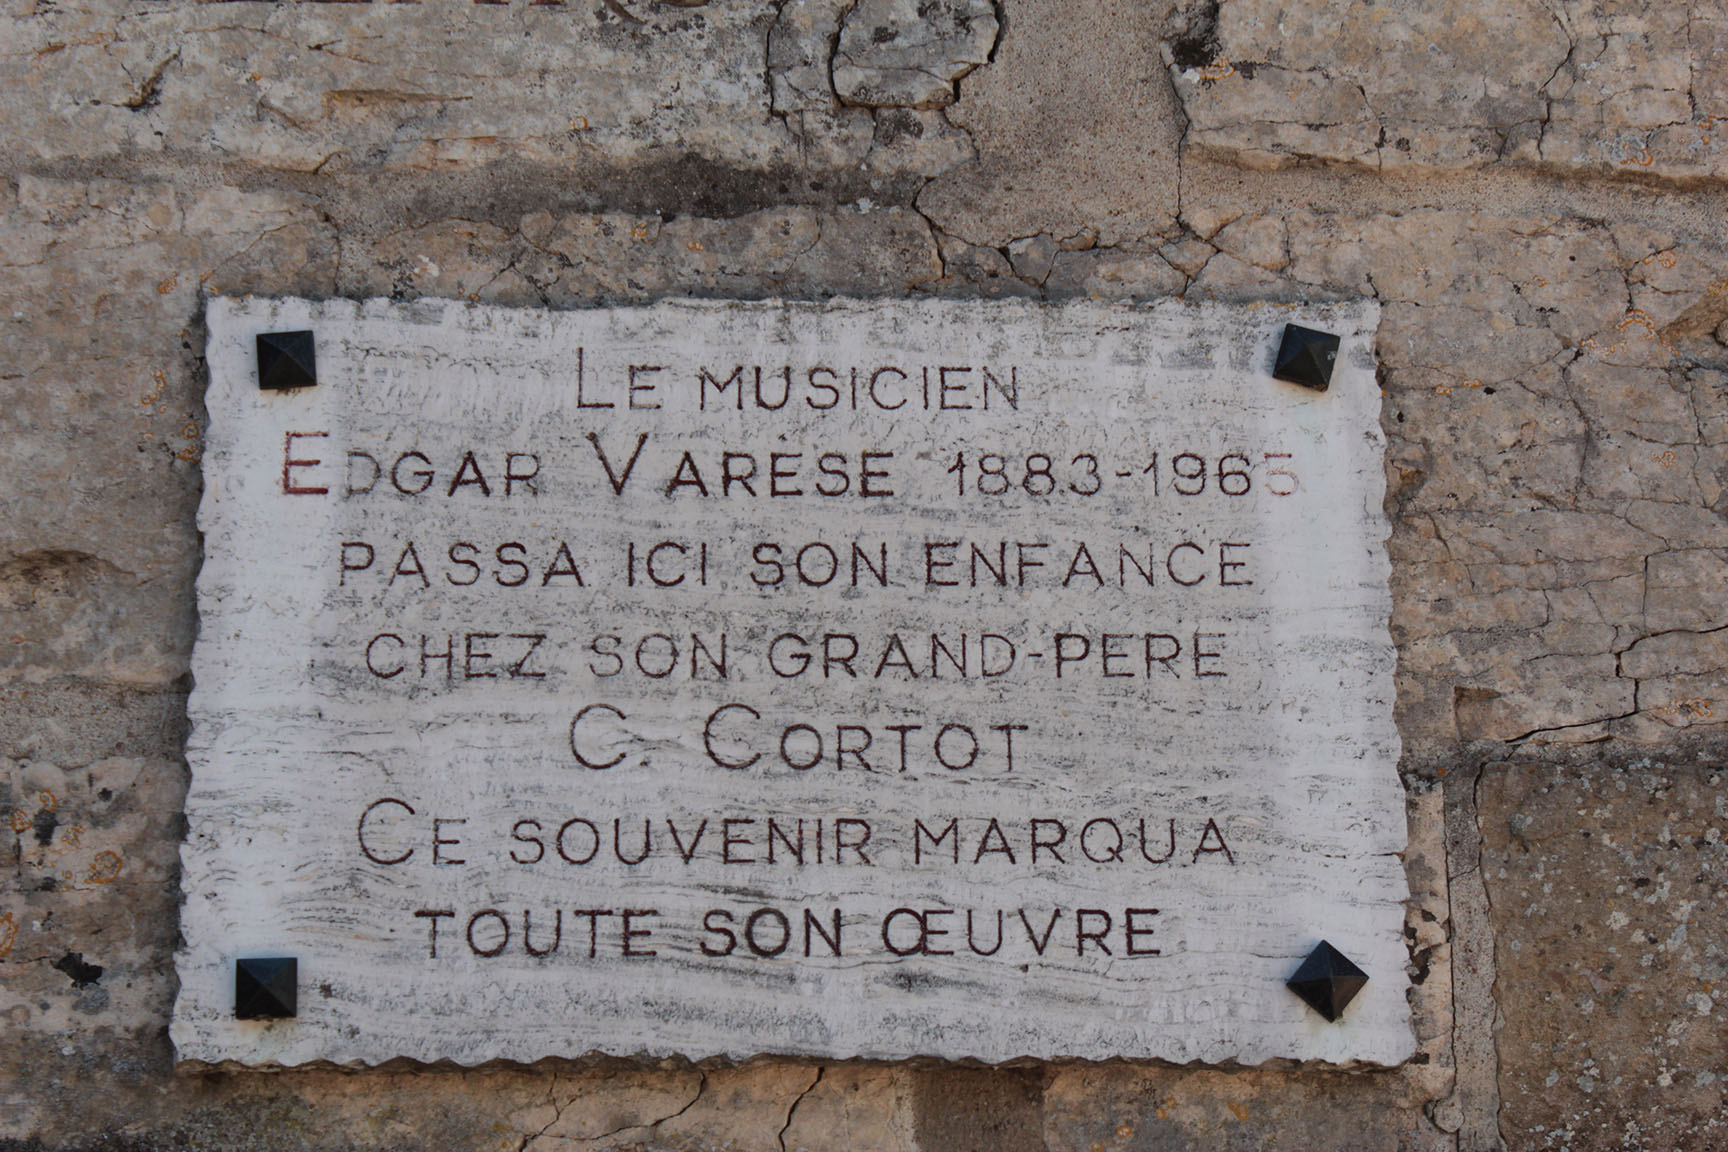 LE MUSICIEN
EDGAR VARESE 1883-1965
PASSA ICI SON ENFANCE
CHEZ SON GRAND-PERE
C. CORTOT
CE SOUVENIR MARQUA
TOUTE SON ŒUVRE